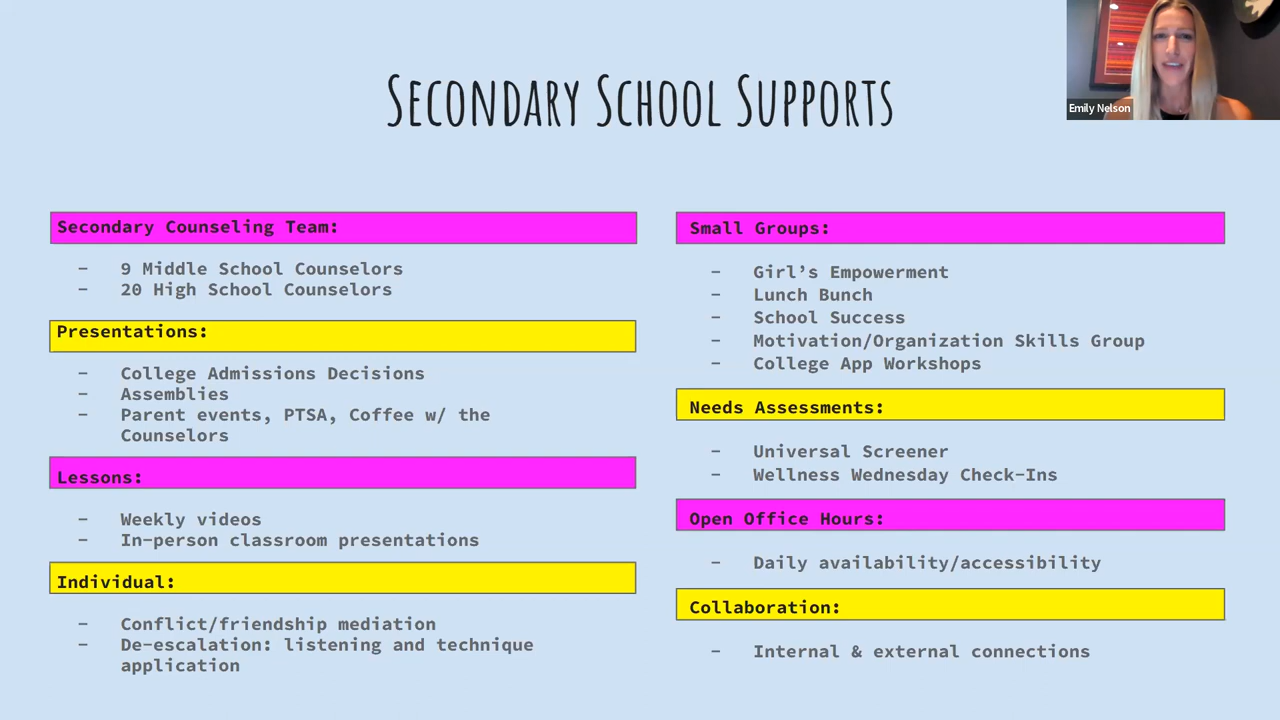 Secondary School Supports
Emily Nelson
Secondary Counseling Team:
- 9 Middle School Counselors
- 20 High School Counselors
Presentations:
- College Admissions Decisions
- Assemblies
- Parent events, PTSA, Coffee w/ the
Counselors
Lessons:
- Weekly videos
- In-person classroom presentations
Individual:
- Conflict/friendship mediation
- De-escalation: listening and technique
application
Small Groups:
- Girl’s Empowerment
- Lunch Bunch
- School Success
- Motivation/Organization Skills Group
- College App Workshops
Needs Assessments:
- Universal Screener
- Wellness Wednesday Check-Ins
Open Office Hours:
- Daily availability/accessibility
Collaboration:
- Internal & external connections